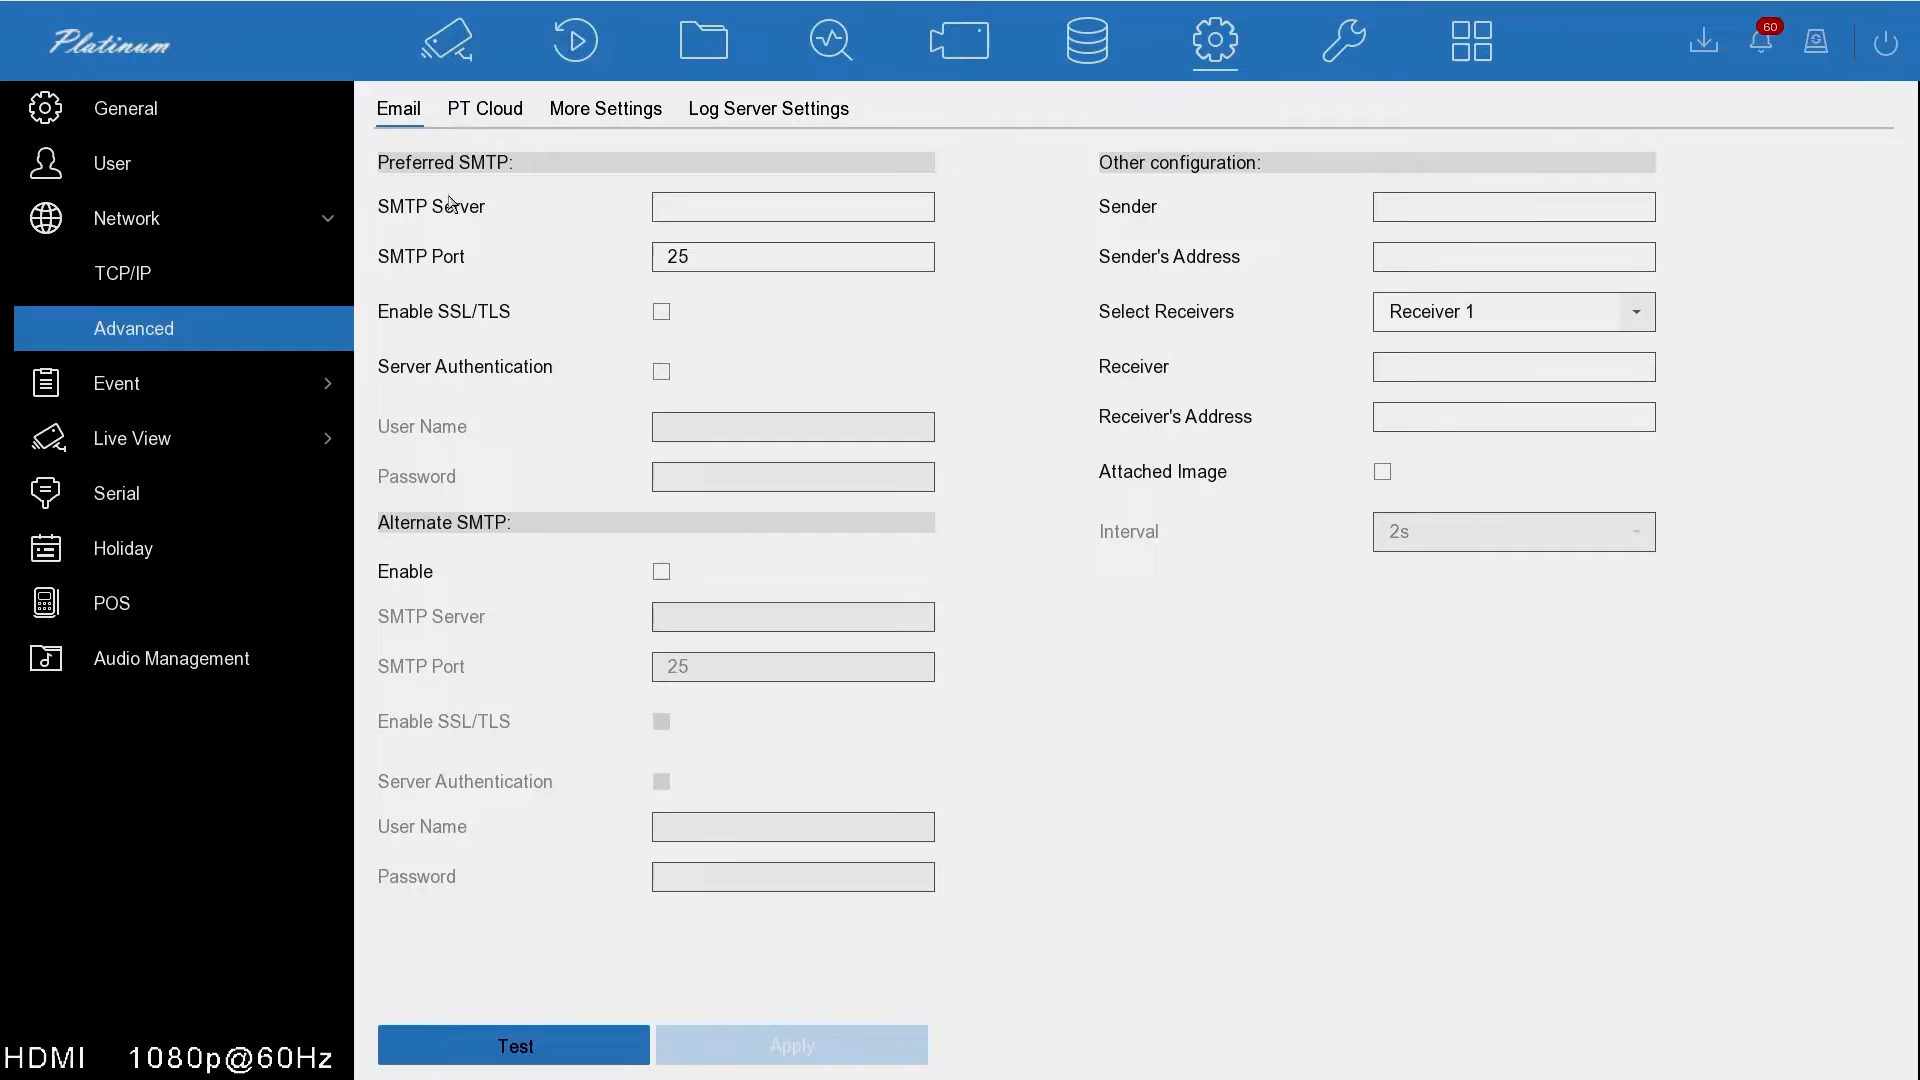 Platinum
60
General
User
Network
TCP/IP
Advanced
Event
Live View
Serial
Holiday
POS
Audio Management
HDMI 1080p@60Hz
Email PT Cloud More Settings Log Server Settings
Preferred SMTP:
SMTP Server
SMTP Port 25
Enable SSL/TLS
Server Authentication
User Name
Password
Alternate SMTP:
Enable
SMTP Server
SMTP Port 25
Enable SSL/TLS
Server Authentication
User Name
Password
Test Apply
Other configuration:
Sender
Sender's Address
Select Receivers Receiver 1
Receiver
Receiver's Address
Attached Image
Interval 2s